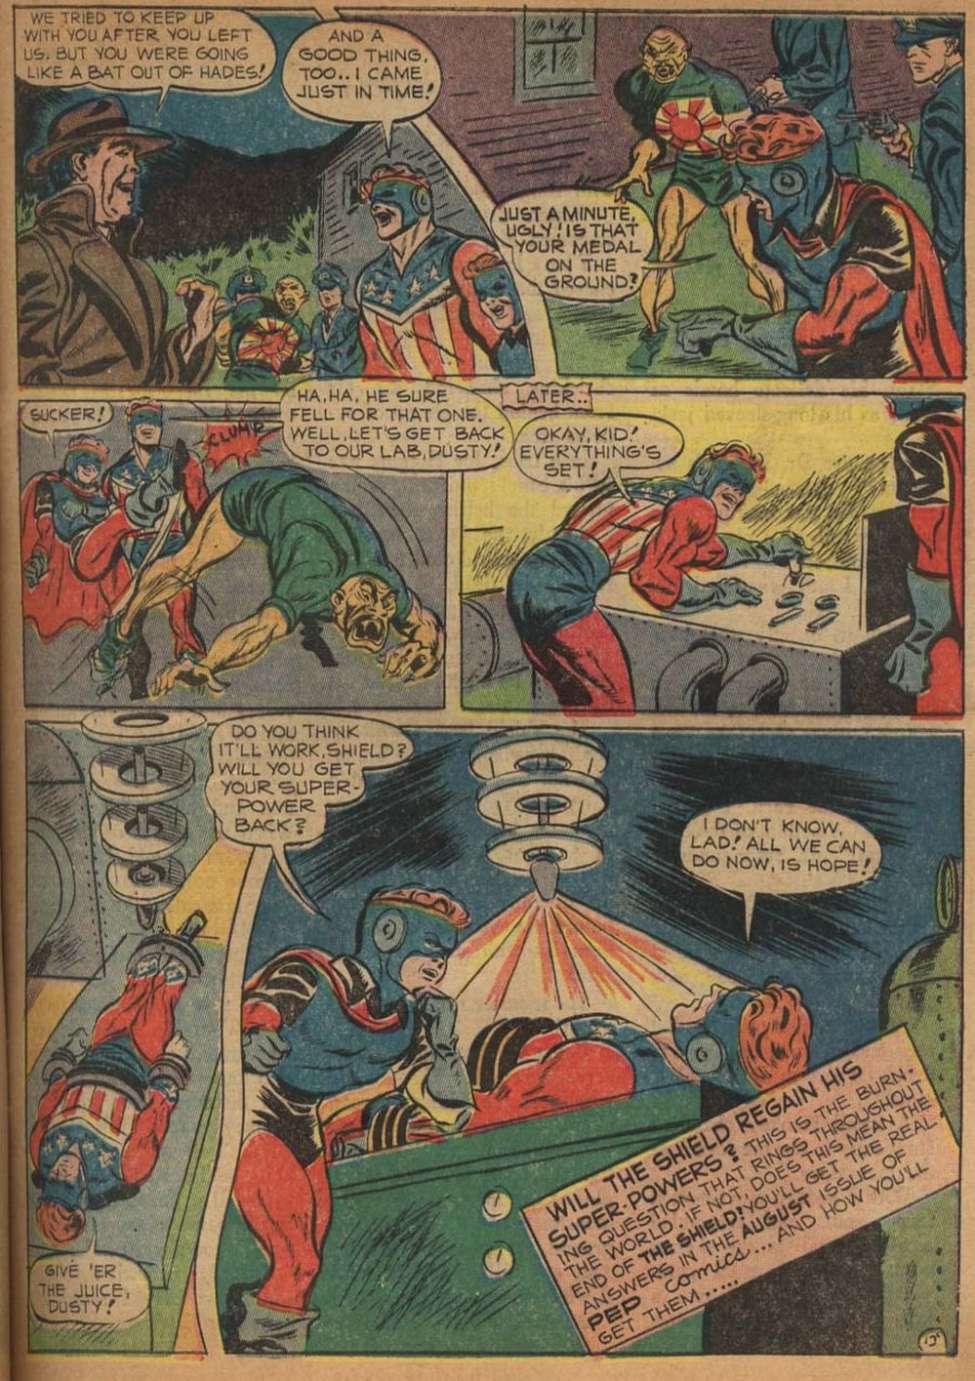 WE TRIED TO KEEP UP
WITH YOU AFTER YOU LEFT
US. BUT YOU WERE GOING
LIKE A BAT OUT OF HADES!
AND A
GOOD THING,
TOO.. I CAME
JUST IN TIME!
JUST A MINUTE,
UGLY! IS THAT
YOUR MEDAL
ON THE
GROUND?
SUCKER!
CLUMP
HA, HA, HE SURE
FELL FOR THAT ONE.
WELL, LET'S GET BACK
TO OUR LAB, DUSTY!
LATER..
OKAY, KID!
EVERYTHING'S
SET!
GIVE 'ER
THE JUICE,
DUSTY!
DO YOU THINK
IT'LL WORK, SHIELD?
WILL YOU GET
YOUR SUPER-
POWER
BACK?
I DON'T KNOW,
LAD! ALL WE CAN
DO NOW, IS HOPE!
WILL THE SHIELD REGAIN HIS
SUPER-POWERS? THIS IS THE BURN-
ING QUESTION THAT RINGS THROUGHOUT
THE WORLD. IF NOT, DOES THIS MEAN THE
END OF THE SHIELD? YOU'LL GET THE REAL
ANSWERS IN THE AUGUST ISSUE OF
PEP Comics... AND HOW YOU'LL
GET THEM....